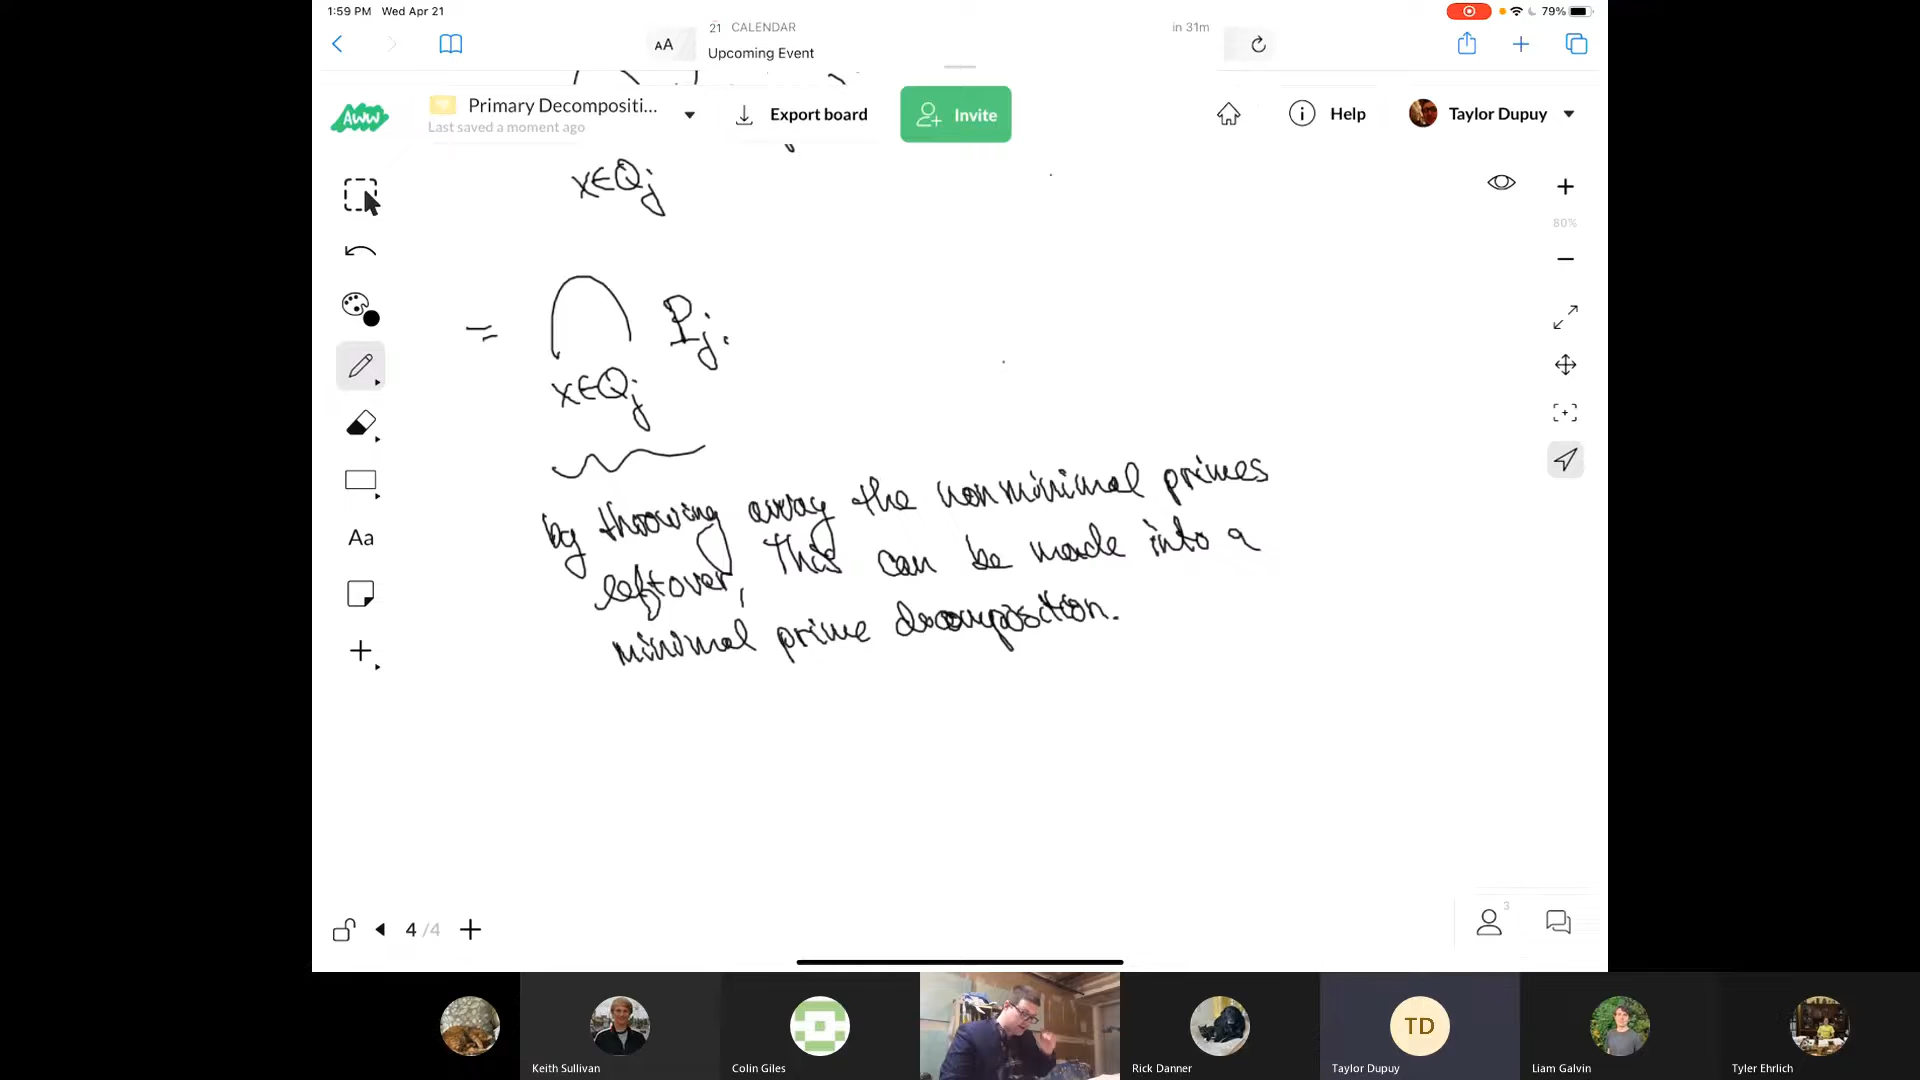 1:59 PM Wed Apr 21
79%
AA
21 CALENDAR
in 31m
Upcoming Event
AWW
Primary Decompositi...
Last saved a moment ago
Export board
Invite
Help
Taylor Dupuy
x∈Qj
80%
= ⋂ Pj.
x∈Qj
by throwing away the nonminimal primes
leftover, This can be made into a
minimal prime decomposition.
Aa
4 /4
3
TD
Keith Sullivan
Colin Giles
Rick Danner
Taylor Dupuy
Liam Galvin
Tyler Ehrlich